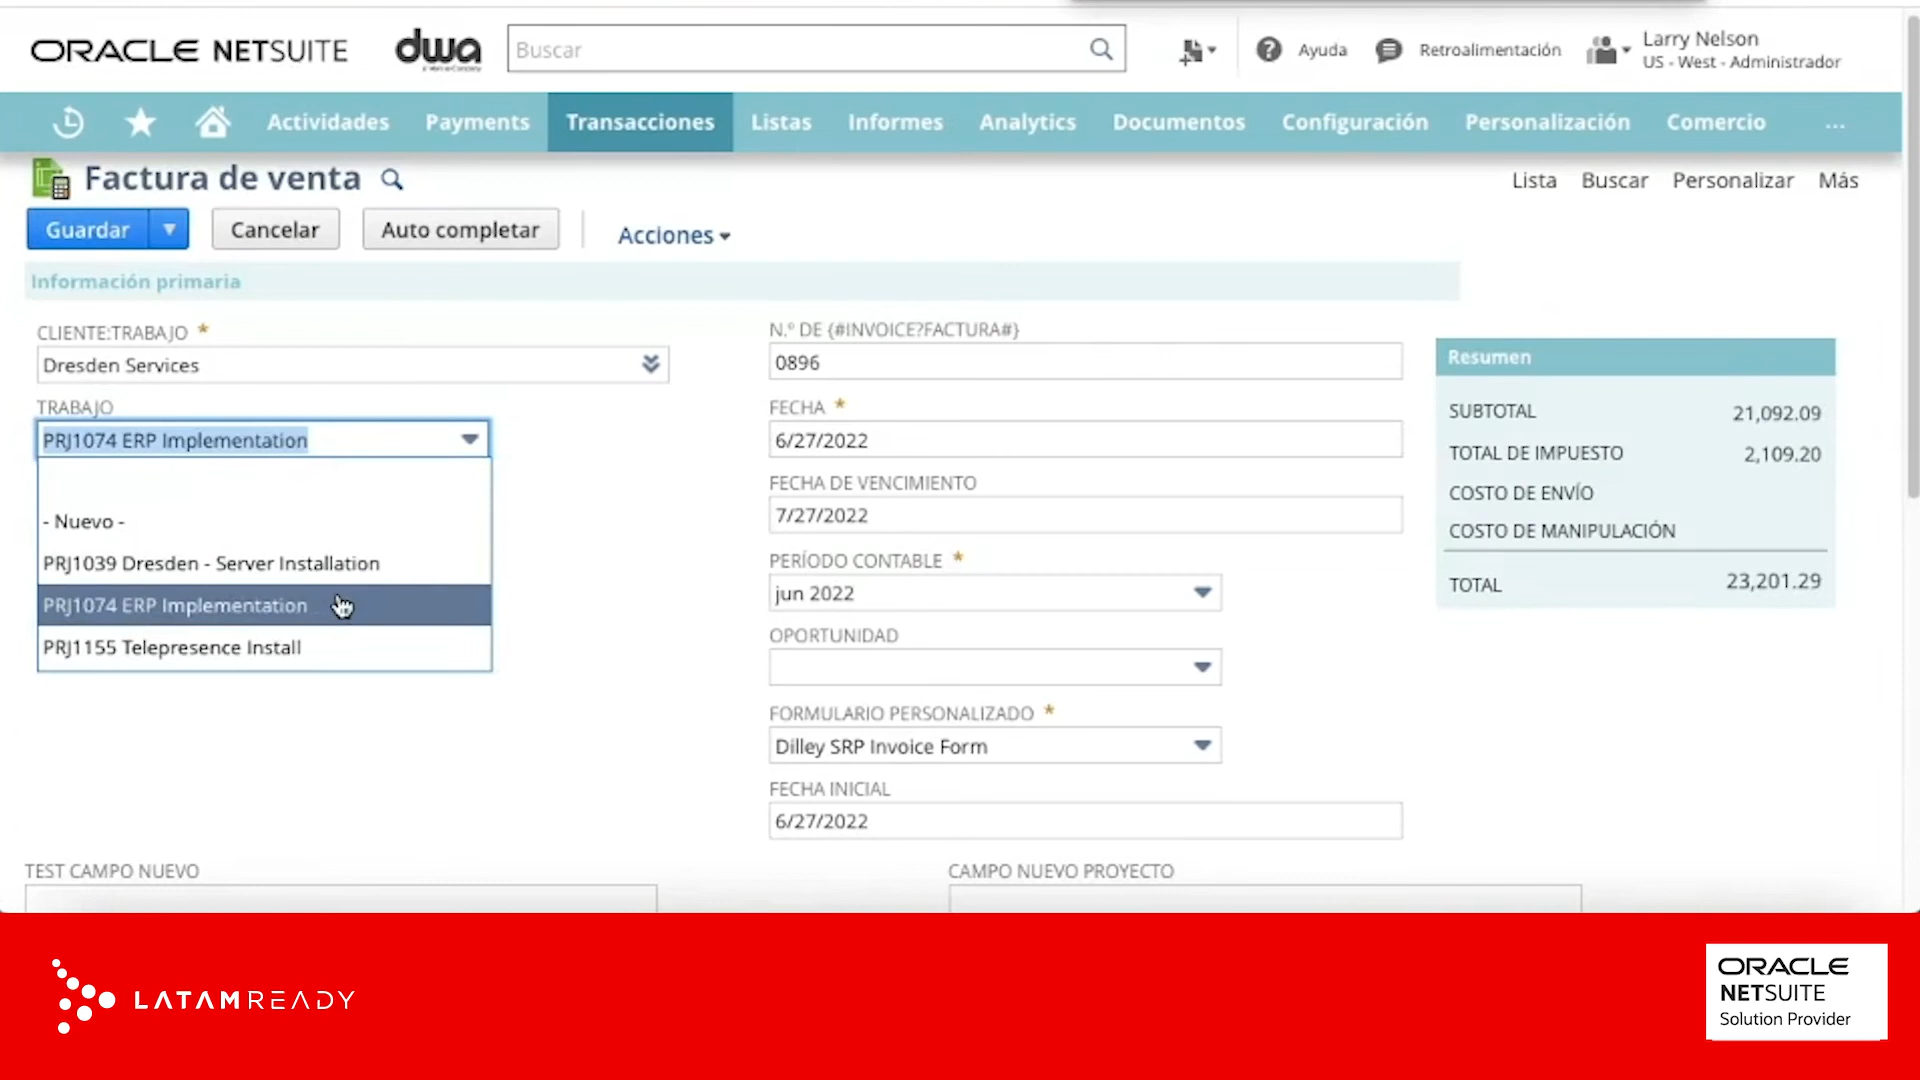 ORACLE NETSUITE
dwa
Buscar
Ayuda
Retroalimentación
Larry Nelson
US - West - Administrador
Actividades
Payments
Transacciones
Listas
Informes
Analytics
Documentos
Configuración
Personalización
Comercio
...
Factura de venta
Lista
Buscar
Personalizar
Más
Guardar
Cancelar
Auto completar
Acciones
Información primaria
CLIENTE:TRABAJO *
Dresden Services
TRABAJO
PRJ1074 ERP Implementation
- Nuevo -
PRJ1039 Dresden - Server Installation
PRJ1074 ERP Implementation
PRJ1155 Telepresence Install
N.º DE {#INVOICE?FACTURA#}
0896
FECHA *
6/27/2022
FECHA DE VENCIMIENTO
7/27/2022
PERÍODO CONTABLE *
jun 2022
OPORTUNIDAD
FORMULARIO PERSONALIZADO *
Dilley SRP Invoice Form
FECHA INICIAL
6/27/2022
Resumen
SUBTOTAL 21,092.09
TOTAL DE IMPUESTO 2,109.20
COSTO DE ENVÍO
COSTO DE MANIPULACIÓN
TOTAL 23,201.29
TEST CAMPO NUEVO
CAMPO NUEVO PROYECTO
LATAMREADY
ORACLE
NETSUITE
Solution Provider